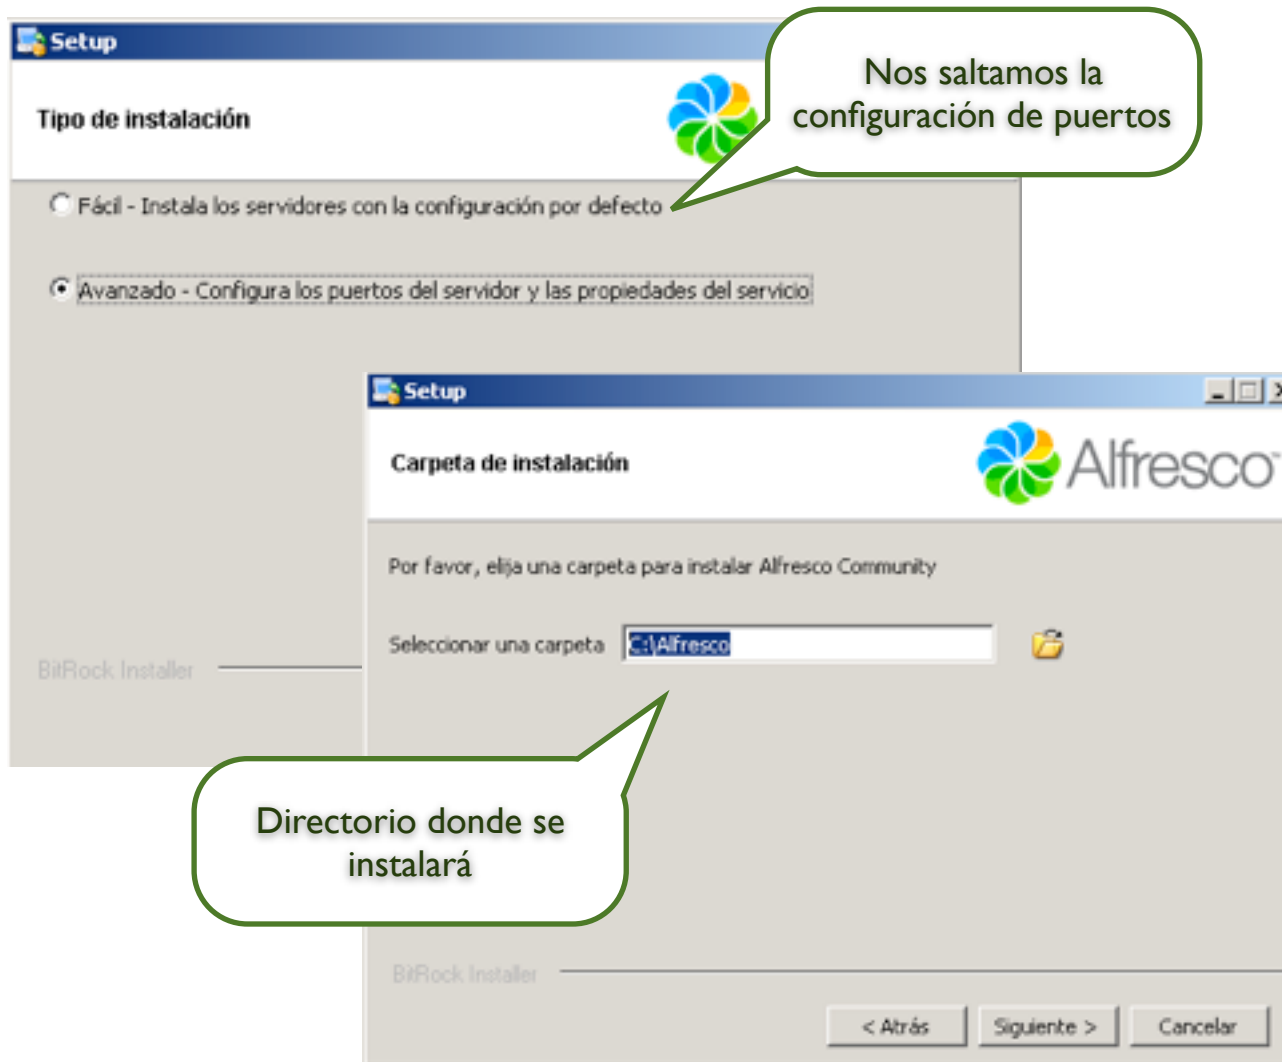 Setup
Nos saltamos la
configuración de puertos
Tipo de instalación
Fácil - Instala los servidores con la configuración por defecto
Avanzado - Configura los puertos del servidor y las propiedades del servicio
Setup
Carpeta de instalación
Alfresco
Por favor, elija una carpeta para instalar Alfresco Community
Seleccionar una carpeta C:\Alfresco
BitRock Installer
Directorio donde se
instalará
BitRock Installer
< Atrás Siguiente > Cancelar